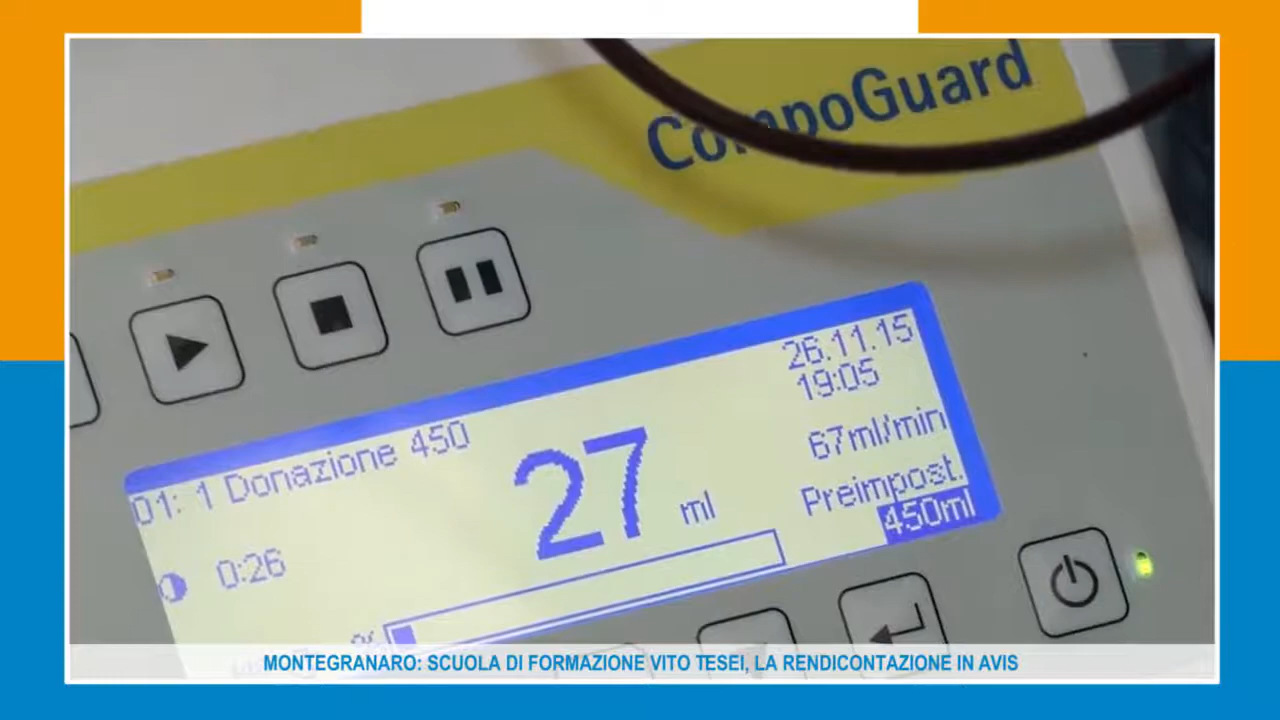 CompoGuard
26.11.15
19:05
01: 1 Donazione 450
27 ml
67ml/min
Preimpost.
450ml
0:26
%
MONTEGRANARO: SCUOLA DI FORMAZIONE VITO TESEI, LA RENDICONTAZIONE IN AVIS